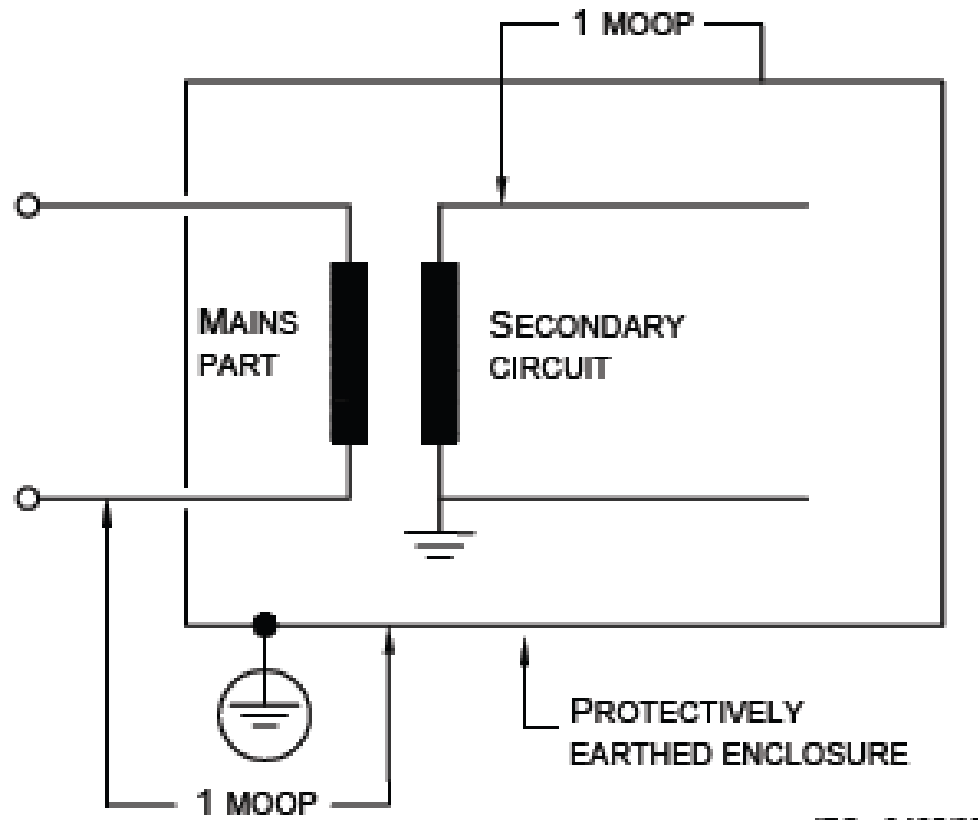 1 MOOP
MAINS
PART
SECONDARY
CIRCUIT
PROTECTIVELY
EARTHED ENCLOSURE
1 MOOP